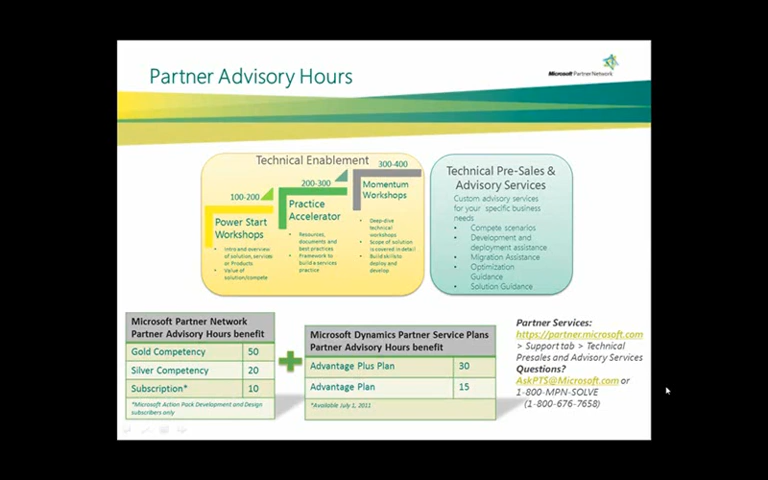 Partner Advisory Hours
Microsoft Partner Network
Technical Enablement
100-200
200-300
300-400
Power Start
Workshops
• Intro and overview
of solution, services
or Products
• Value of
solution/compete
Practice
Accelerator
• Resources,
documents and
best practices
• Framework to
build a services
practice
Momentum
Workshops
• Deep-dive
technical
workshops
• Scope of solution
is covered in detail
• Build skills to
deploy and
develop
Technical Pre-Sales &
Advisory Services
Custom advisory services
for your specific business
needs
• Compete scenarios
• Development and
deployment assistance
• Migration Assistance
• Optimization
Guidance
• Solution Guidance
Microsoft Partner Network
Partner Advisory Hours benefit
Gold Competency 50
Silver Competency 20
Subscription* 10
*Microsoft Action Pack Development and Design
subscribers only
Microsoft Dynamics Partner Service Plans
Partner Advisory Hours benefit
Advantage Plus Plan 30
Advantage Plan 15
*Available July 1, 2011
Partner Services:
https://partner.microsoft.com
> Support tab > Technical
Presales and Advisory Services
Questions?
AskPTS@Microsoft.com or
1-800-MPN-SOLVE
(1-800-676-7658)